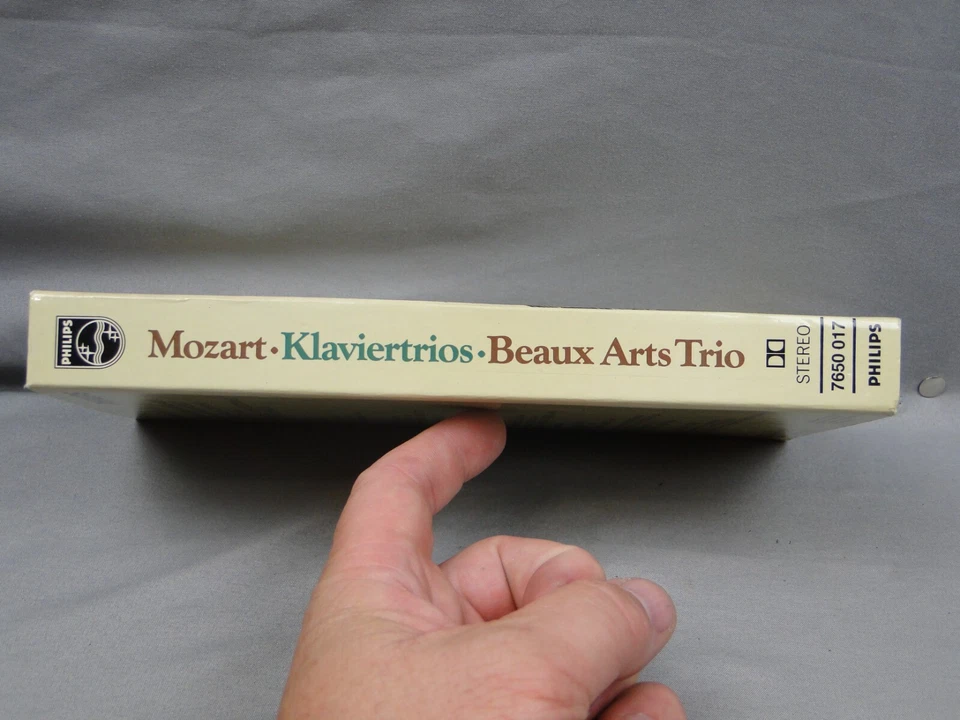 PHILIPS
Mozart·Klaviertrios·Beaux Arts Trio
STEREO
7650 017
PHILIPS